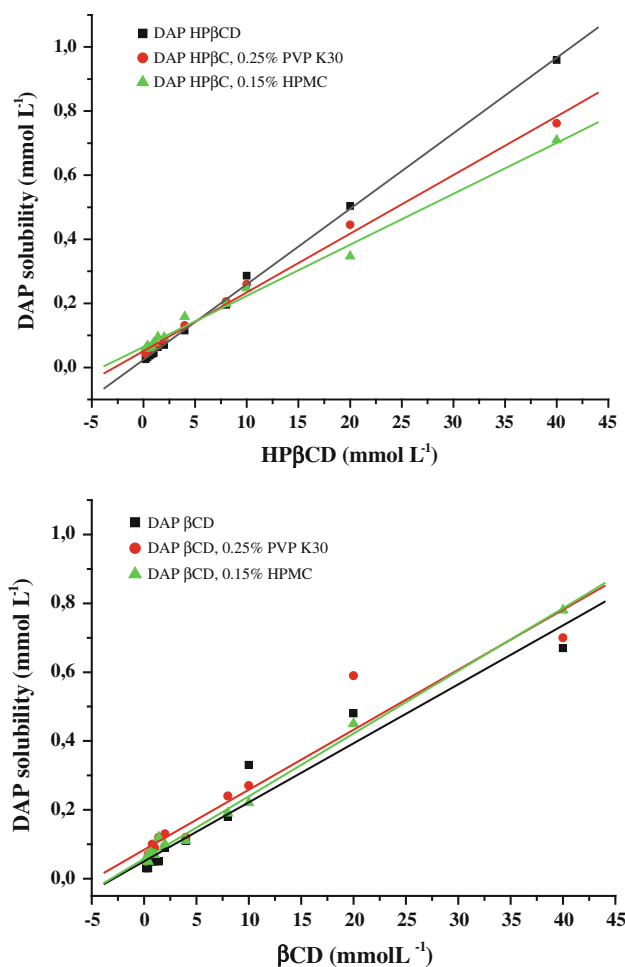 DAP HPβCD
DAP HPβC, 0.25% PVP K30
DAP HPβC, 0.15% HPMC
1,0
0,8
0,6
0,4
0,2
0,0
DAP solubility (mmol L⁻¹)
-5 0 5 10 15 20 25 30 35 40 45
HPβCD (mmol L⁻¹)
DAP βCD
DAP βCD, 0.25% PVP K30
DAP βCD, 0.15% HPMC
1,0
0,8
0,6
0,4
0,2
0,0
DAP solubility (mmol L⁻¹)
-5 0 5 10 15 20 25 30 35 40 45
βCD (mmolL ⁻¹)